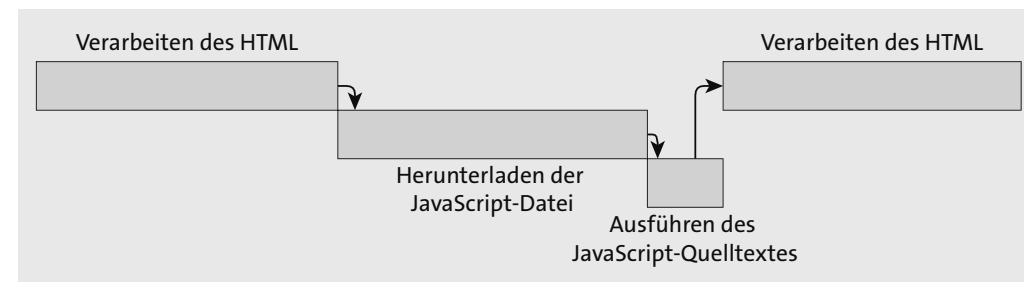 Verarbeiten des HTML
Verarbeiten des HTML
Herunterladen der
JavaScript-Datei
Ausführen des
JavaScript-Quelltextes